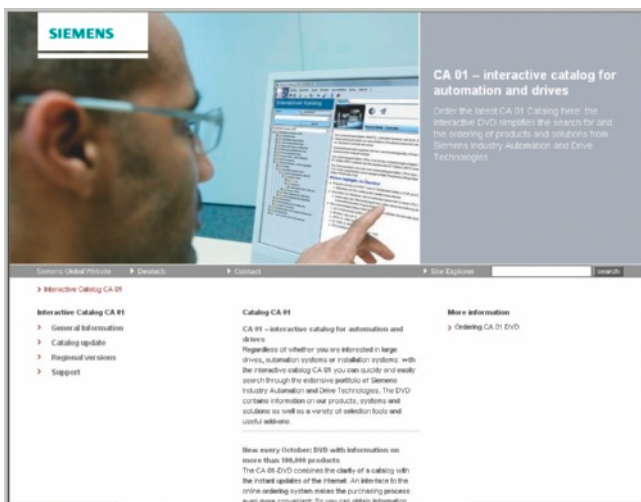 SIEMENS
CA 01 – interactive catalog for
automation and drives
Order the latest CA 01 Catalog here: the
interactive DVD simplifies the search for and
the ordering of products and solutions from
Siemens Industry Automation and Drive
Technologies
Siemens Global Website
Deutsch
Contact
Site Explorer
search
Interactive Catalog CA 01
Interactive Catalog CA 01
General Information
Catalog update
Regional versions
Support
Catalog CA 01
CA 01 – interactive catalog for automation and
drives
Regardless of whether you are interested in large
drives, automation systems or installation systems: with
the interactive catalog CA 01 you can quickly and easily
search through the extensive portfolio of Siemens
Industry Automation and Drive Technologies. The DVD
contains information on our products, systems and
solutions as well as a variety of selection tools and
useful add-ons.
New every October: DVD with information on
more than 100,000 products
The CA 01-DVD combines the clarity of a catalog with
the instant updates of the Internet. An interface to the
online ordering system makes the purchasing process
even more convenient. So you can obtain information
More information
Ordering CA 01 DVD